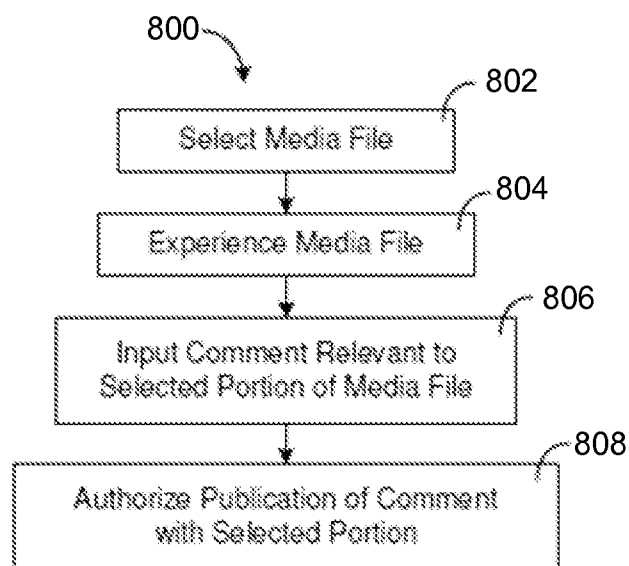 800
802
Select Media File
804
Experience Media File
806
Input Comment Relevant to
Selected Portion of Media File
808
Authorize Publication of Comment
with Selected Portion